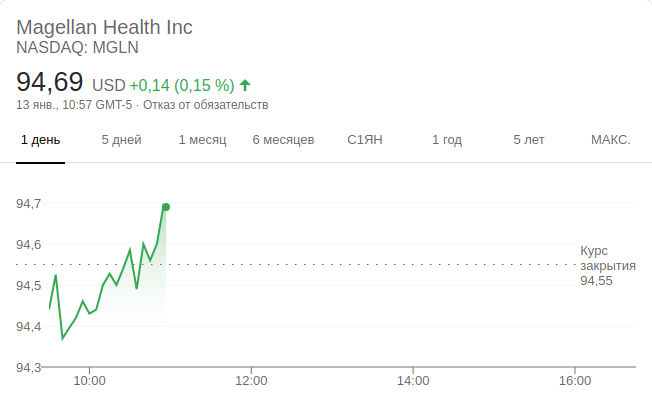 Magellan Health Inc
NASDAQ: MGLN
94,69 USD +0,14 (0,15 %)
13 янв., 10:57 GMT-5 · Отказ от обязательств
1 день 5 дней 1 месяц 6 месяцев С1ЯН 1 год 5 лет МАКС.
94,7
94,6
Курс
закрытия
94,55
94,5
94,4
94,3
10:00 12:00 14:00 16:00